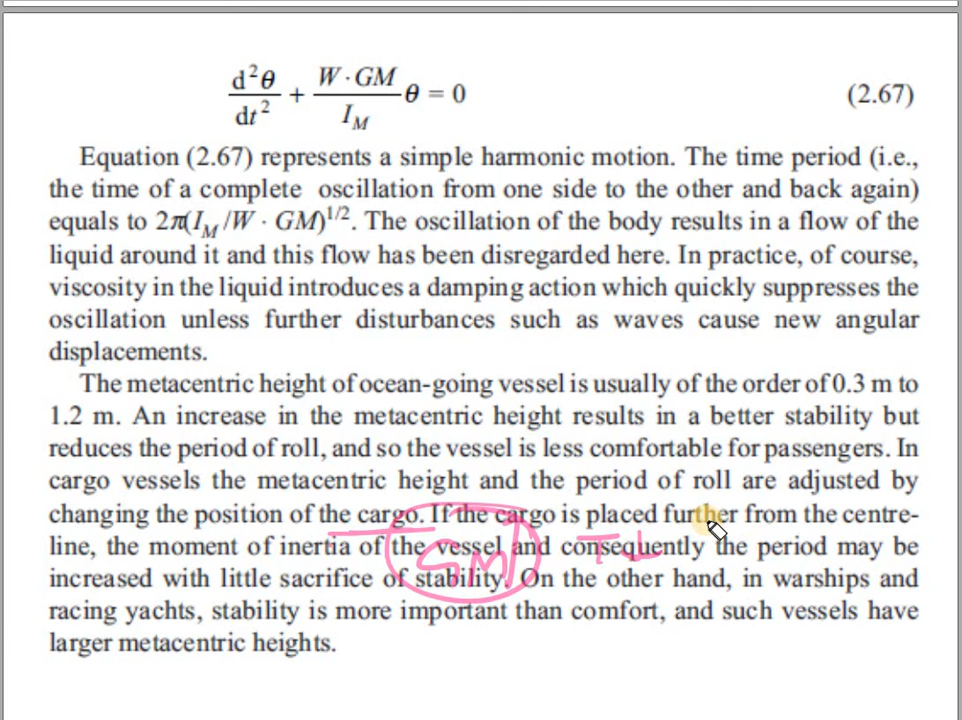 d²θ/dt² + W · GM/I_M θ = 0 (2.67)
Equation (2.67) represents a simple harmonic motion. The time period (i.e.,
the time of a complete oscillation from one side to the other and back again)
equals to 2π(I_M /W · GM)^1/2. The oscillation of the body results in a flow of the
liquid around it and this flow has been disregarded here. In practice, of course,
viscosity in the liquid introduces a damping action which quickly suppresses the
oscillation unless further disturbances such as waves cause new angular
displacements.
The metacentric height of ocean-going vessel is usually of the order of 0.3 m to
1.2 m. An increase in the metacentric height results in a better stability but
reduces the period of roll, and so the vessel is less comfortable for passengers. In
cargo vessels the metacentric height and the period of roll are adjusted by
changing the position of the cargo. If the cargo is placed further from the centre-
line, the moment of inertia of the vessel and consequently the period may be
increased with little sacrifice of stability. On the other hand, in warships and
racing yachts, stability is more important than comfort, and such vessels have
larger metacentric heights.
GM T↓